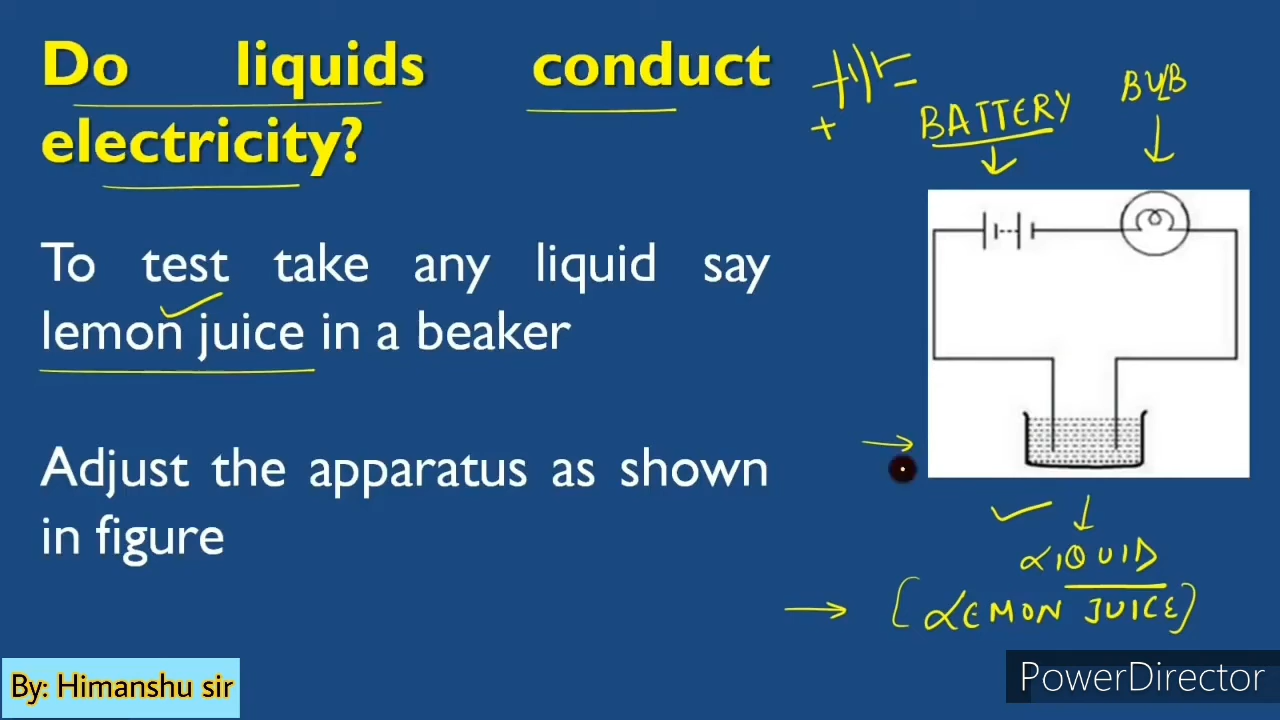 Do liquids conduct
electricity?
To test take any liquid say
lemon juice in a beaker
Adjust the apparatus as shown
in figure
BATTERY
BULB
LIQUID
[LEMON JUICE]
By: Himanshu sir
PowerDirector